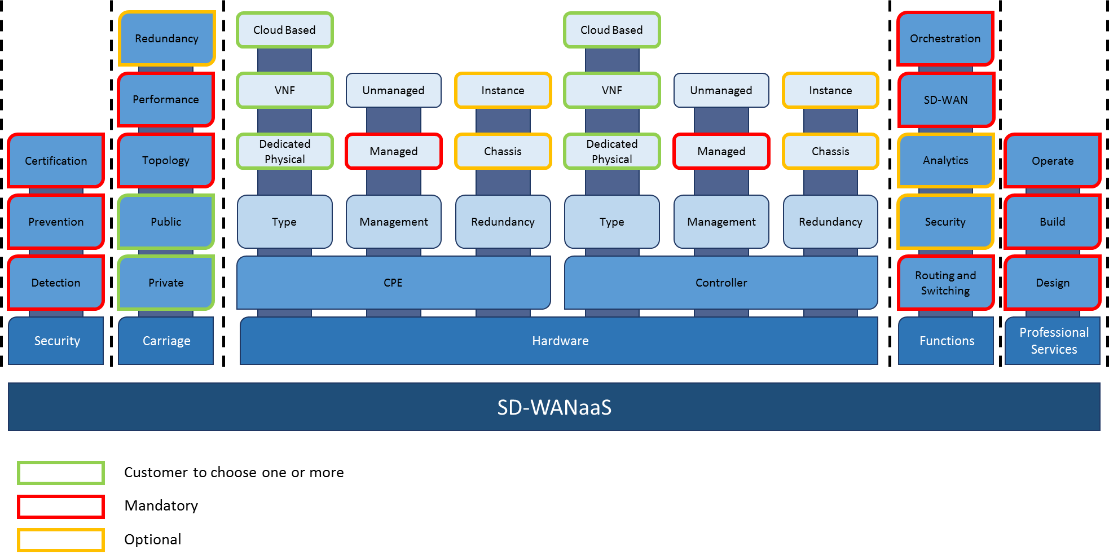 Redundancy
Cloud Based
Cloud Based
Orchestration
Performance
VNF
Unmanaged
Instance
VNF
Unmanaged
Instance
SD-WAN
Certification
Topology
Dedicated
Physical
Managed
Chassis
Dedicated
Physical
Managed
Chassis
Analytics
Operate
Prevention
Public
Type
Management
Redundancy
Type
Management
Redundancy
Security
Build
Detection
Private
CPE
Controller
Routing and
Switching
Design
Security
Carriage
Hardware
Functions
Professional
Services
SD-WANaaS
Customer to choose one or more
Mandatory
Optional